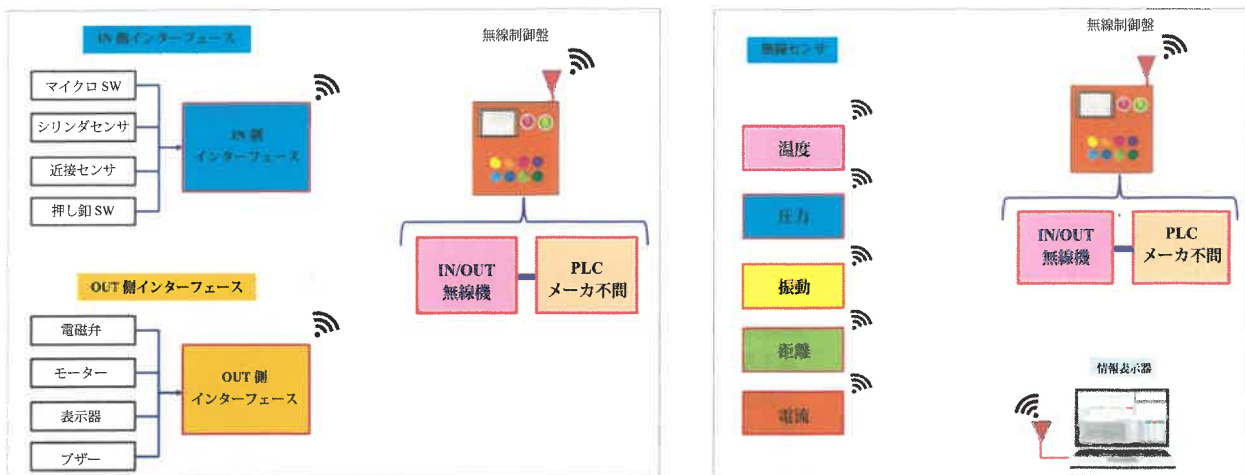 IN 側インターフェース
マイクロ SW
シリンダセンサ
近接センサ
押し釦 SW
IN 側
インターフェース
無線制御盤
IN/OUT
無線機
PLC
メーカ不問
OUT 側インターフェース
電磁弁
モーター
表示器
ブザー
OUT 側
インターフェース
無線センサ
温度
圧力
振動
距離
電流
無線制御盤
IN/OUT
無線機
PLC
メーカ不問
情報表示器